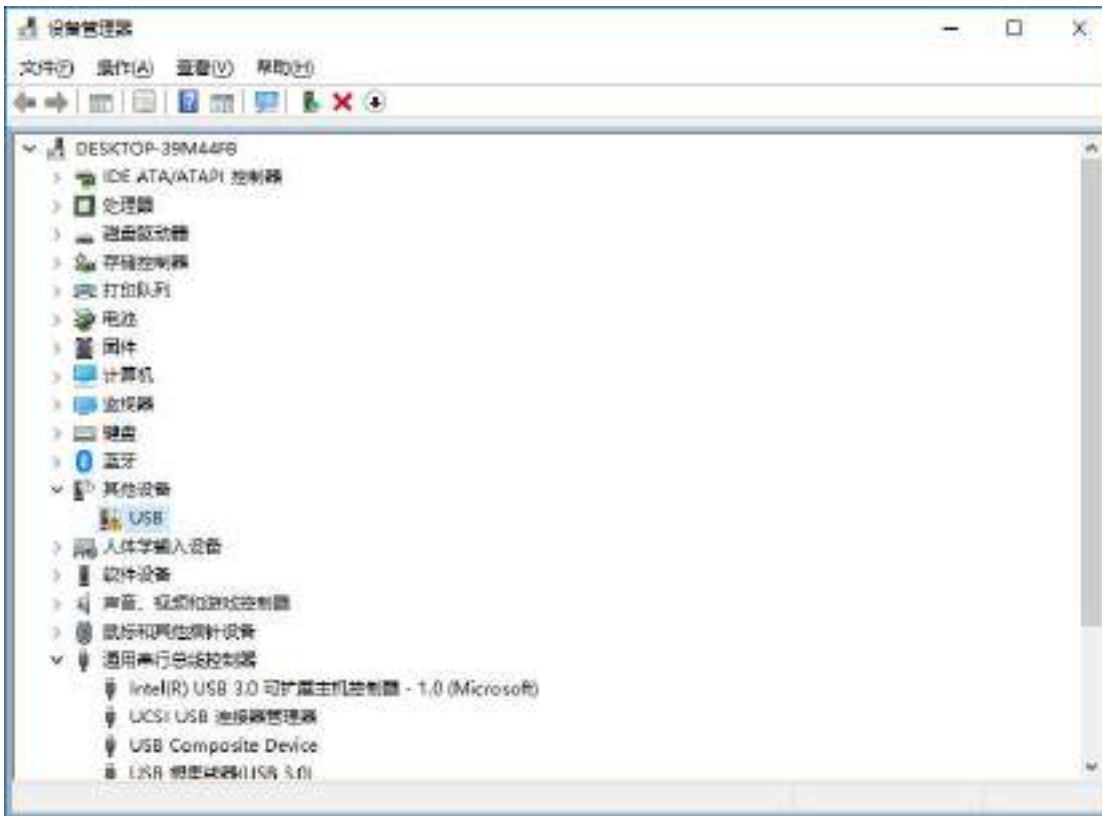 设备管理器
文件(F) 操作(A) 查看(V) 帮助(H)
DESKTOP-39M44FB
IDE ATA/ATAPI 控制器
处理器
磁盘驱动器
存储控制器
打印队列
电池
固件
计算机
监视器
键盘
蓝牙
其他设备
USB
人体学输入设备
软件设备
声音、视频和游戏控制器
鼠标和其他指针设备
通用串行总线控制器
Intel(R) USB 3.0 可扩展主机控制器 - 1.0 (Microsoft)
UCSI USB 连接器管理器
USB Composite Device
USB 根集线器(USB 3.0)